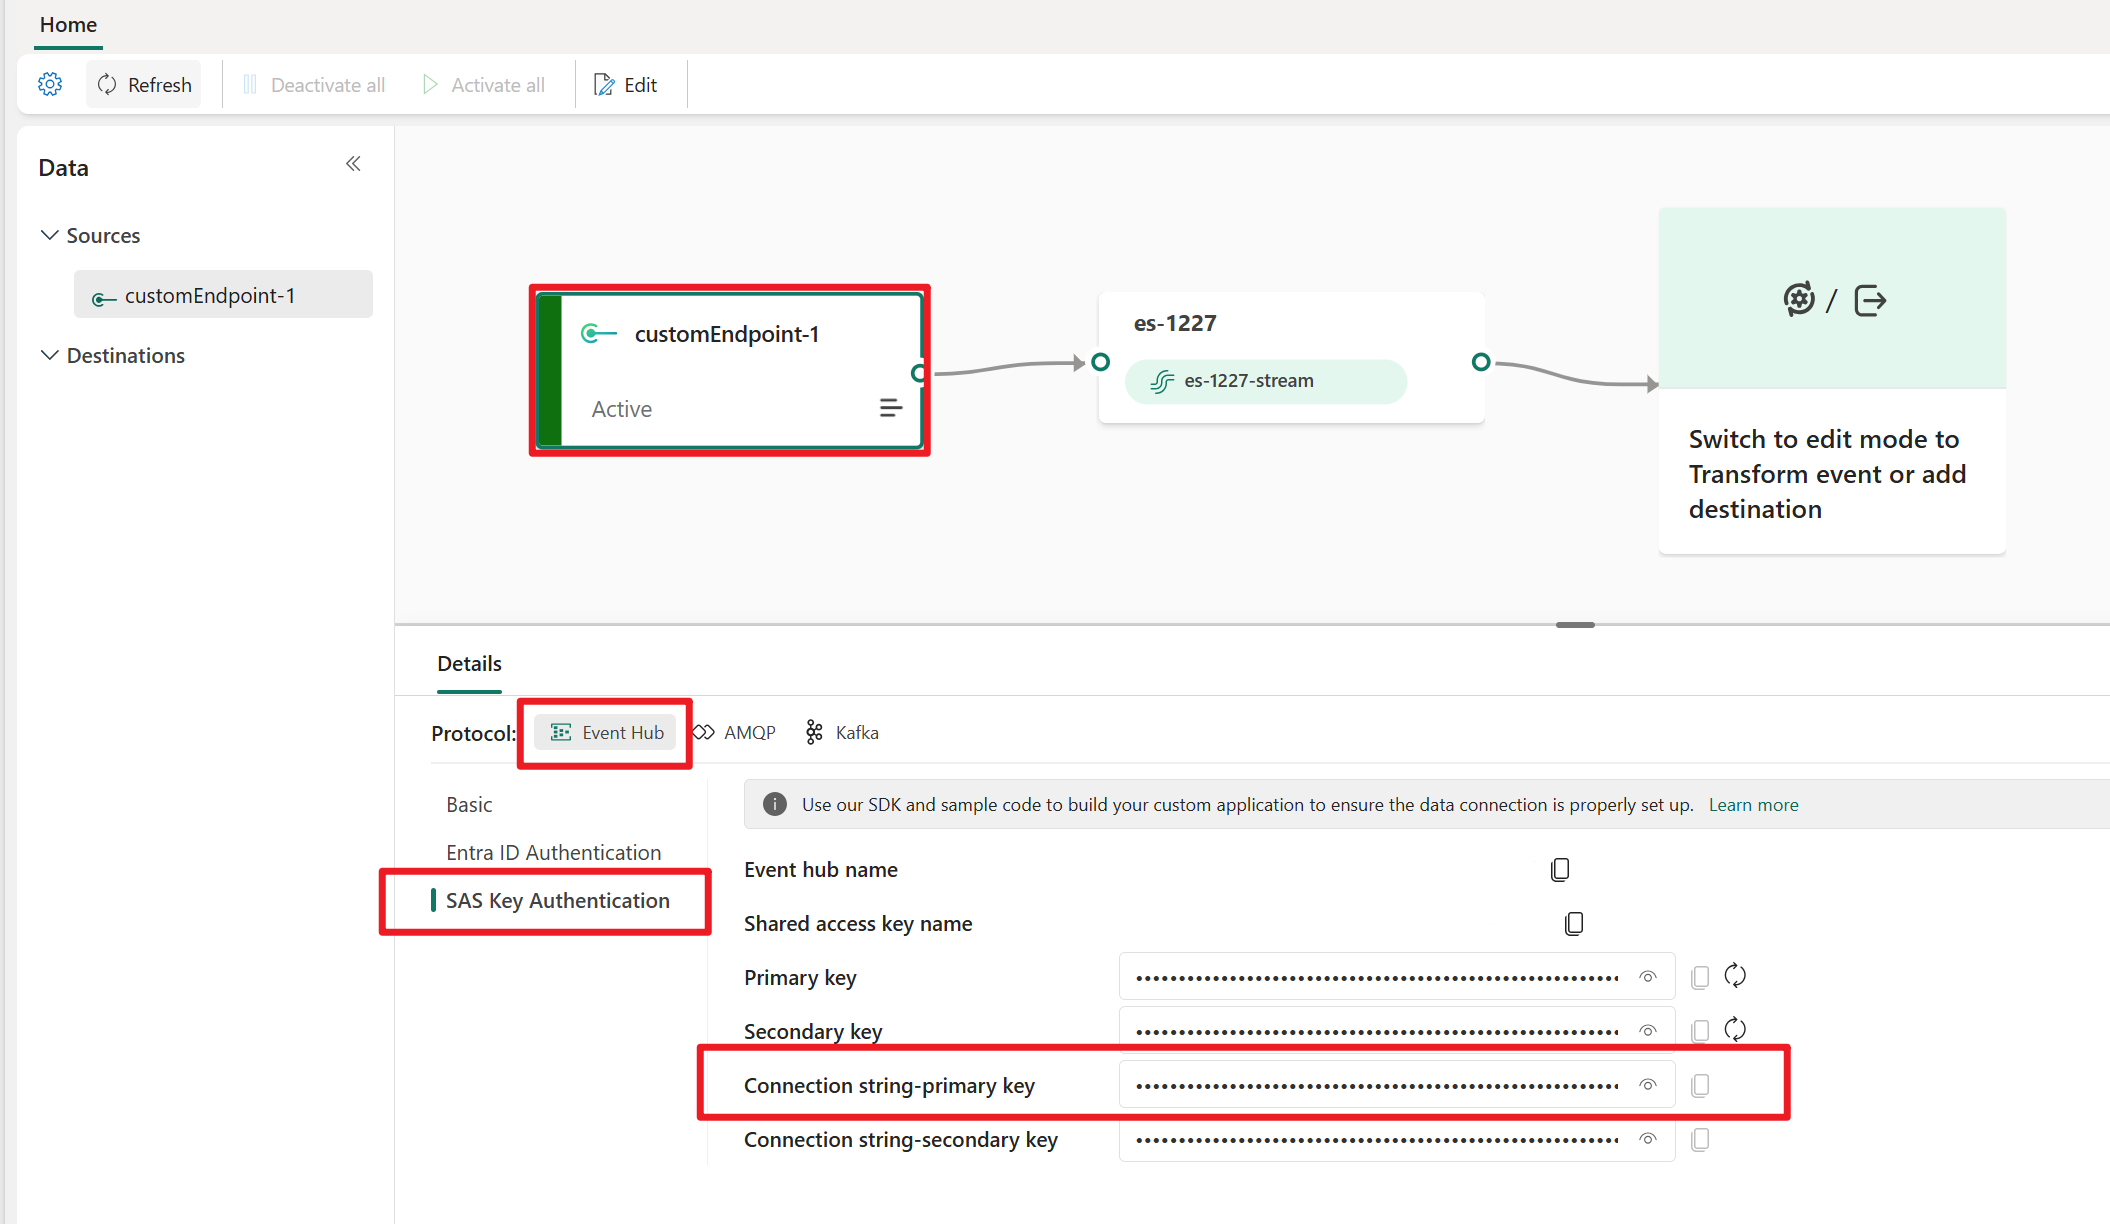 Home
Refresh
Deactivate all
Activate all
Edit
Data
Sources
customEndpoint-1
Destinations
customEndpoint-1
Active
es-1227
es-1227-stream
/
Switch to edit mode to
Transform event or add
destination
Details
Protocol:
Event Hub
AMQP
Kafka
Basic
Entra ID Authentication
SAS Key Authentication
Use our SDK and sample code to build your custom application to ensure the data connection is properly set up. Learn more
Event hub name
Shared access key name
Primary key
Secondary key
Connection string-primary key
Connection string-secondary key